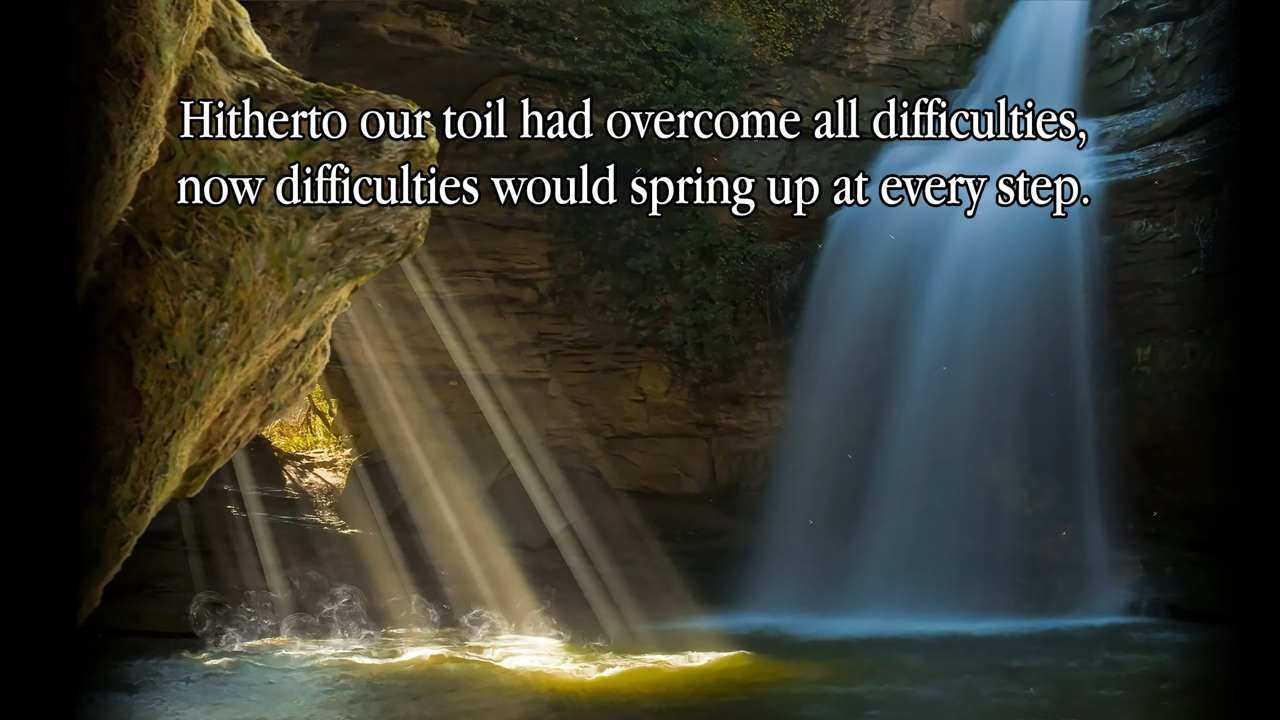 Hitherto our toil had overcome all difficulties,
now difficulties would spring up at every step.